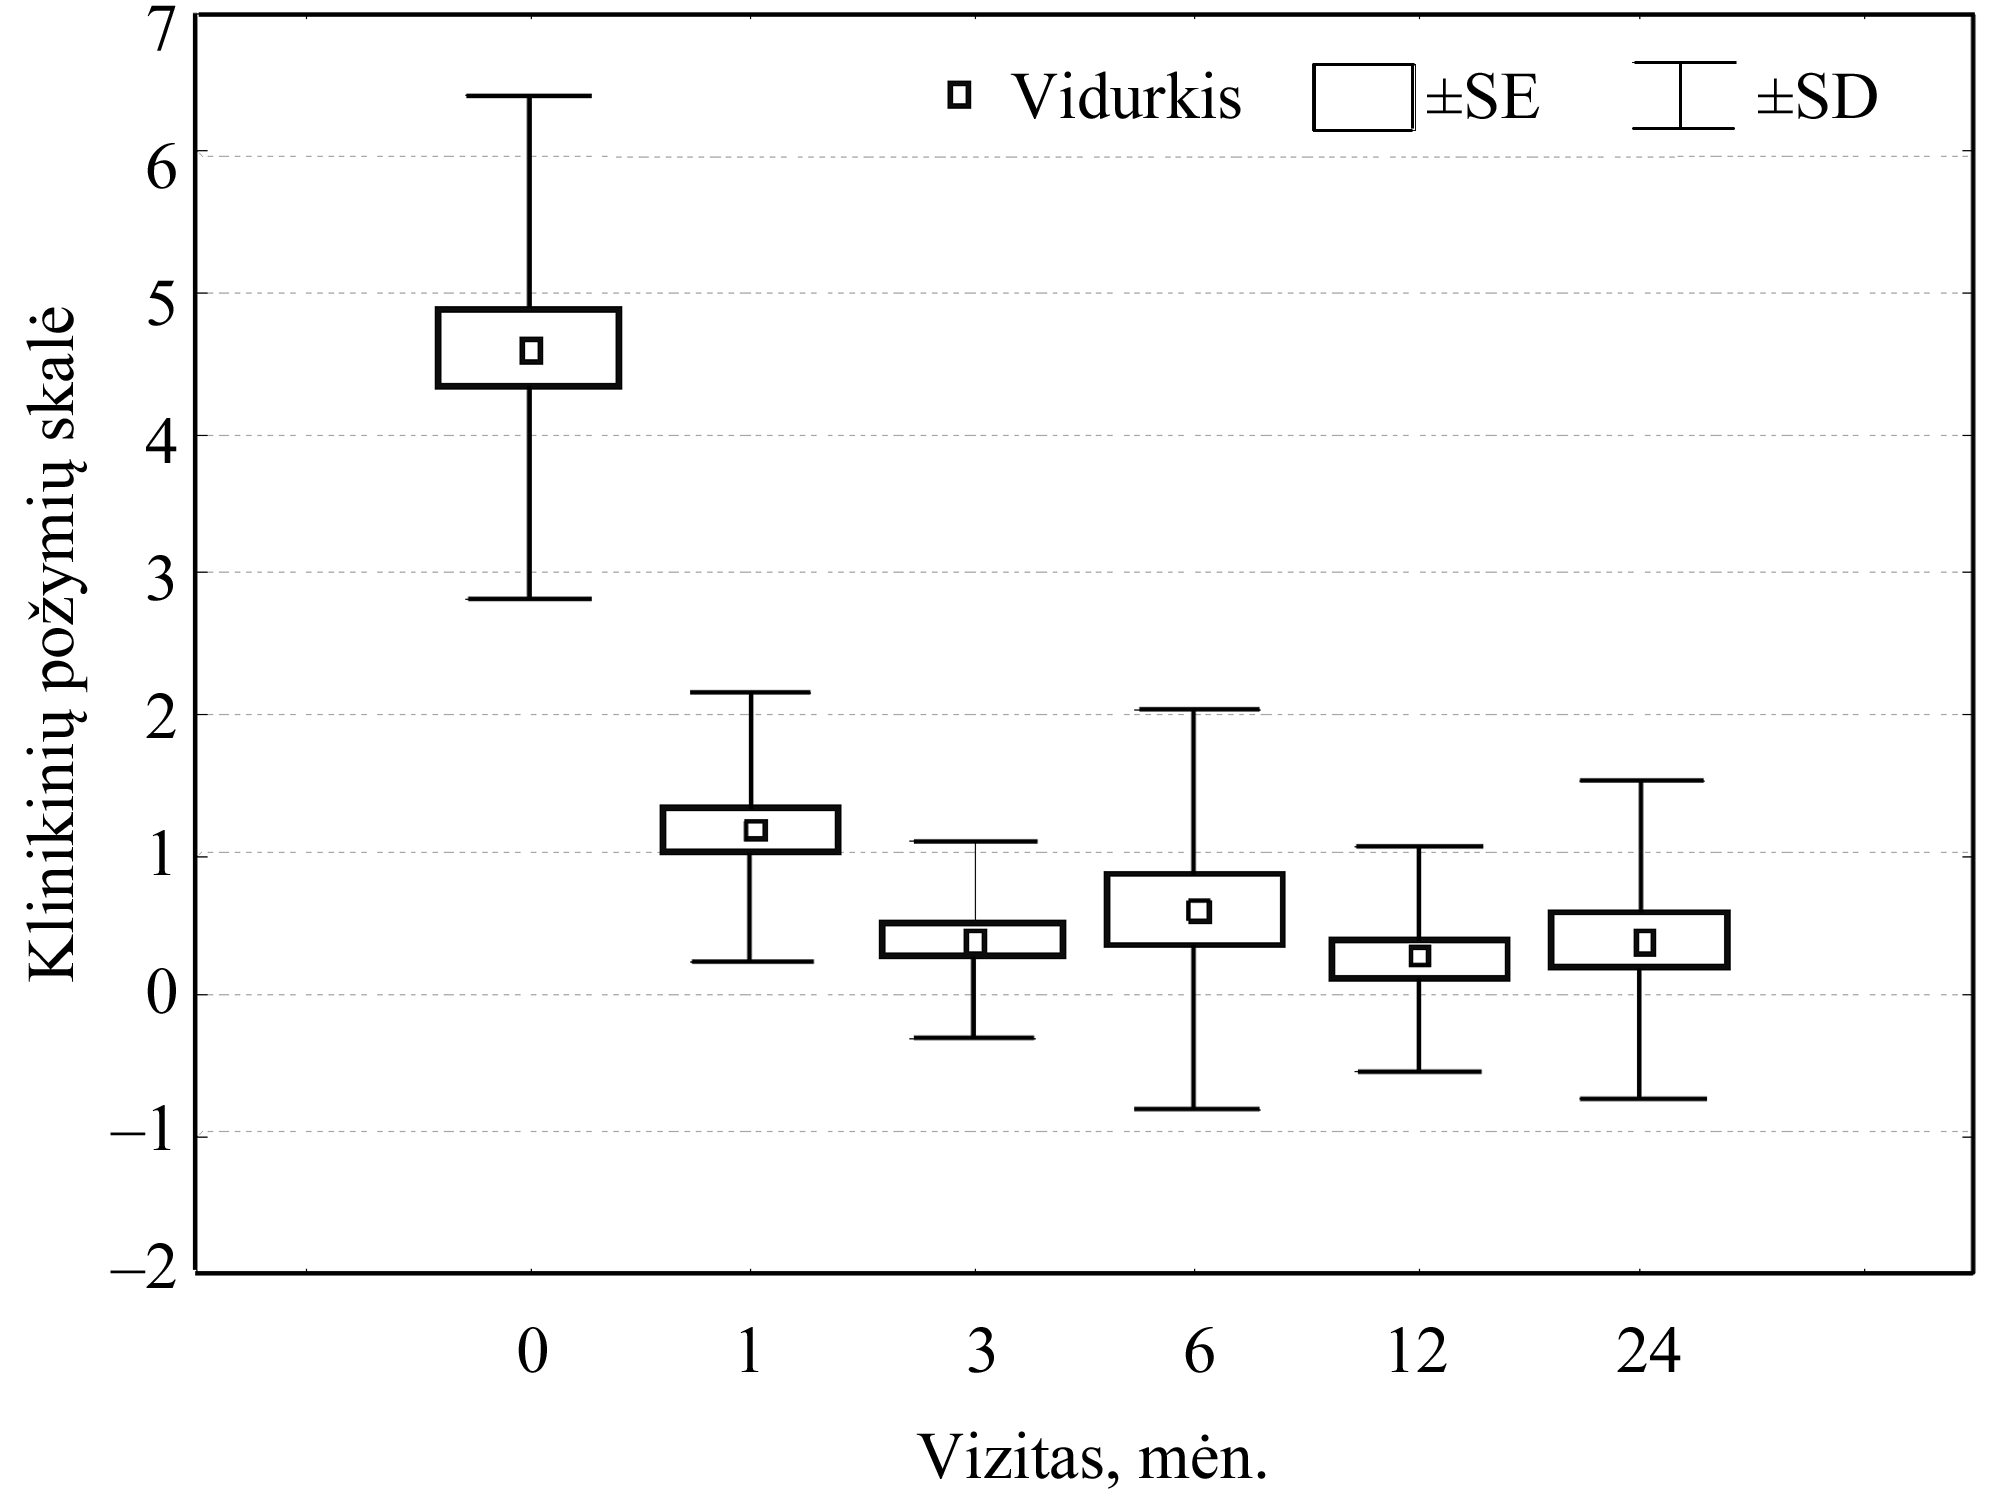 Vidurkis ±SE ±SD
Klinikinių požymių skalė
7
6
5
4
3
2
1
0
−1
−2
0 1 3 6 12 24
Vizitas, mėn.